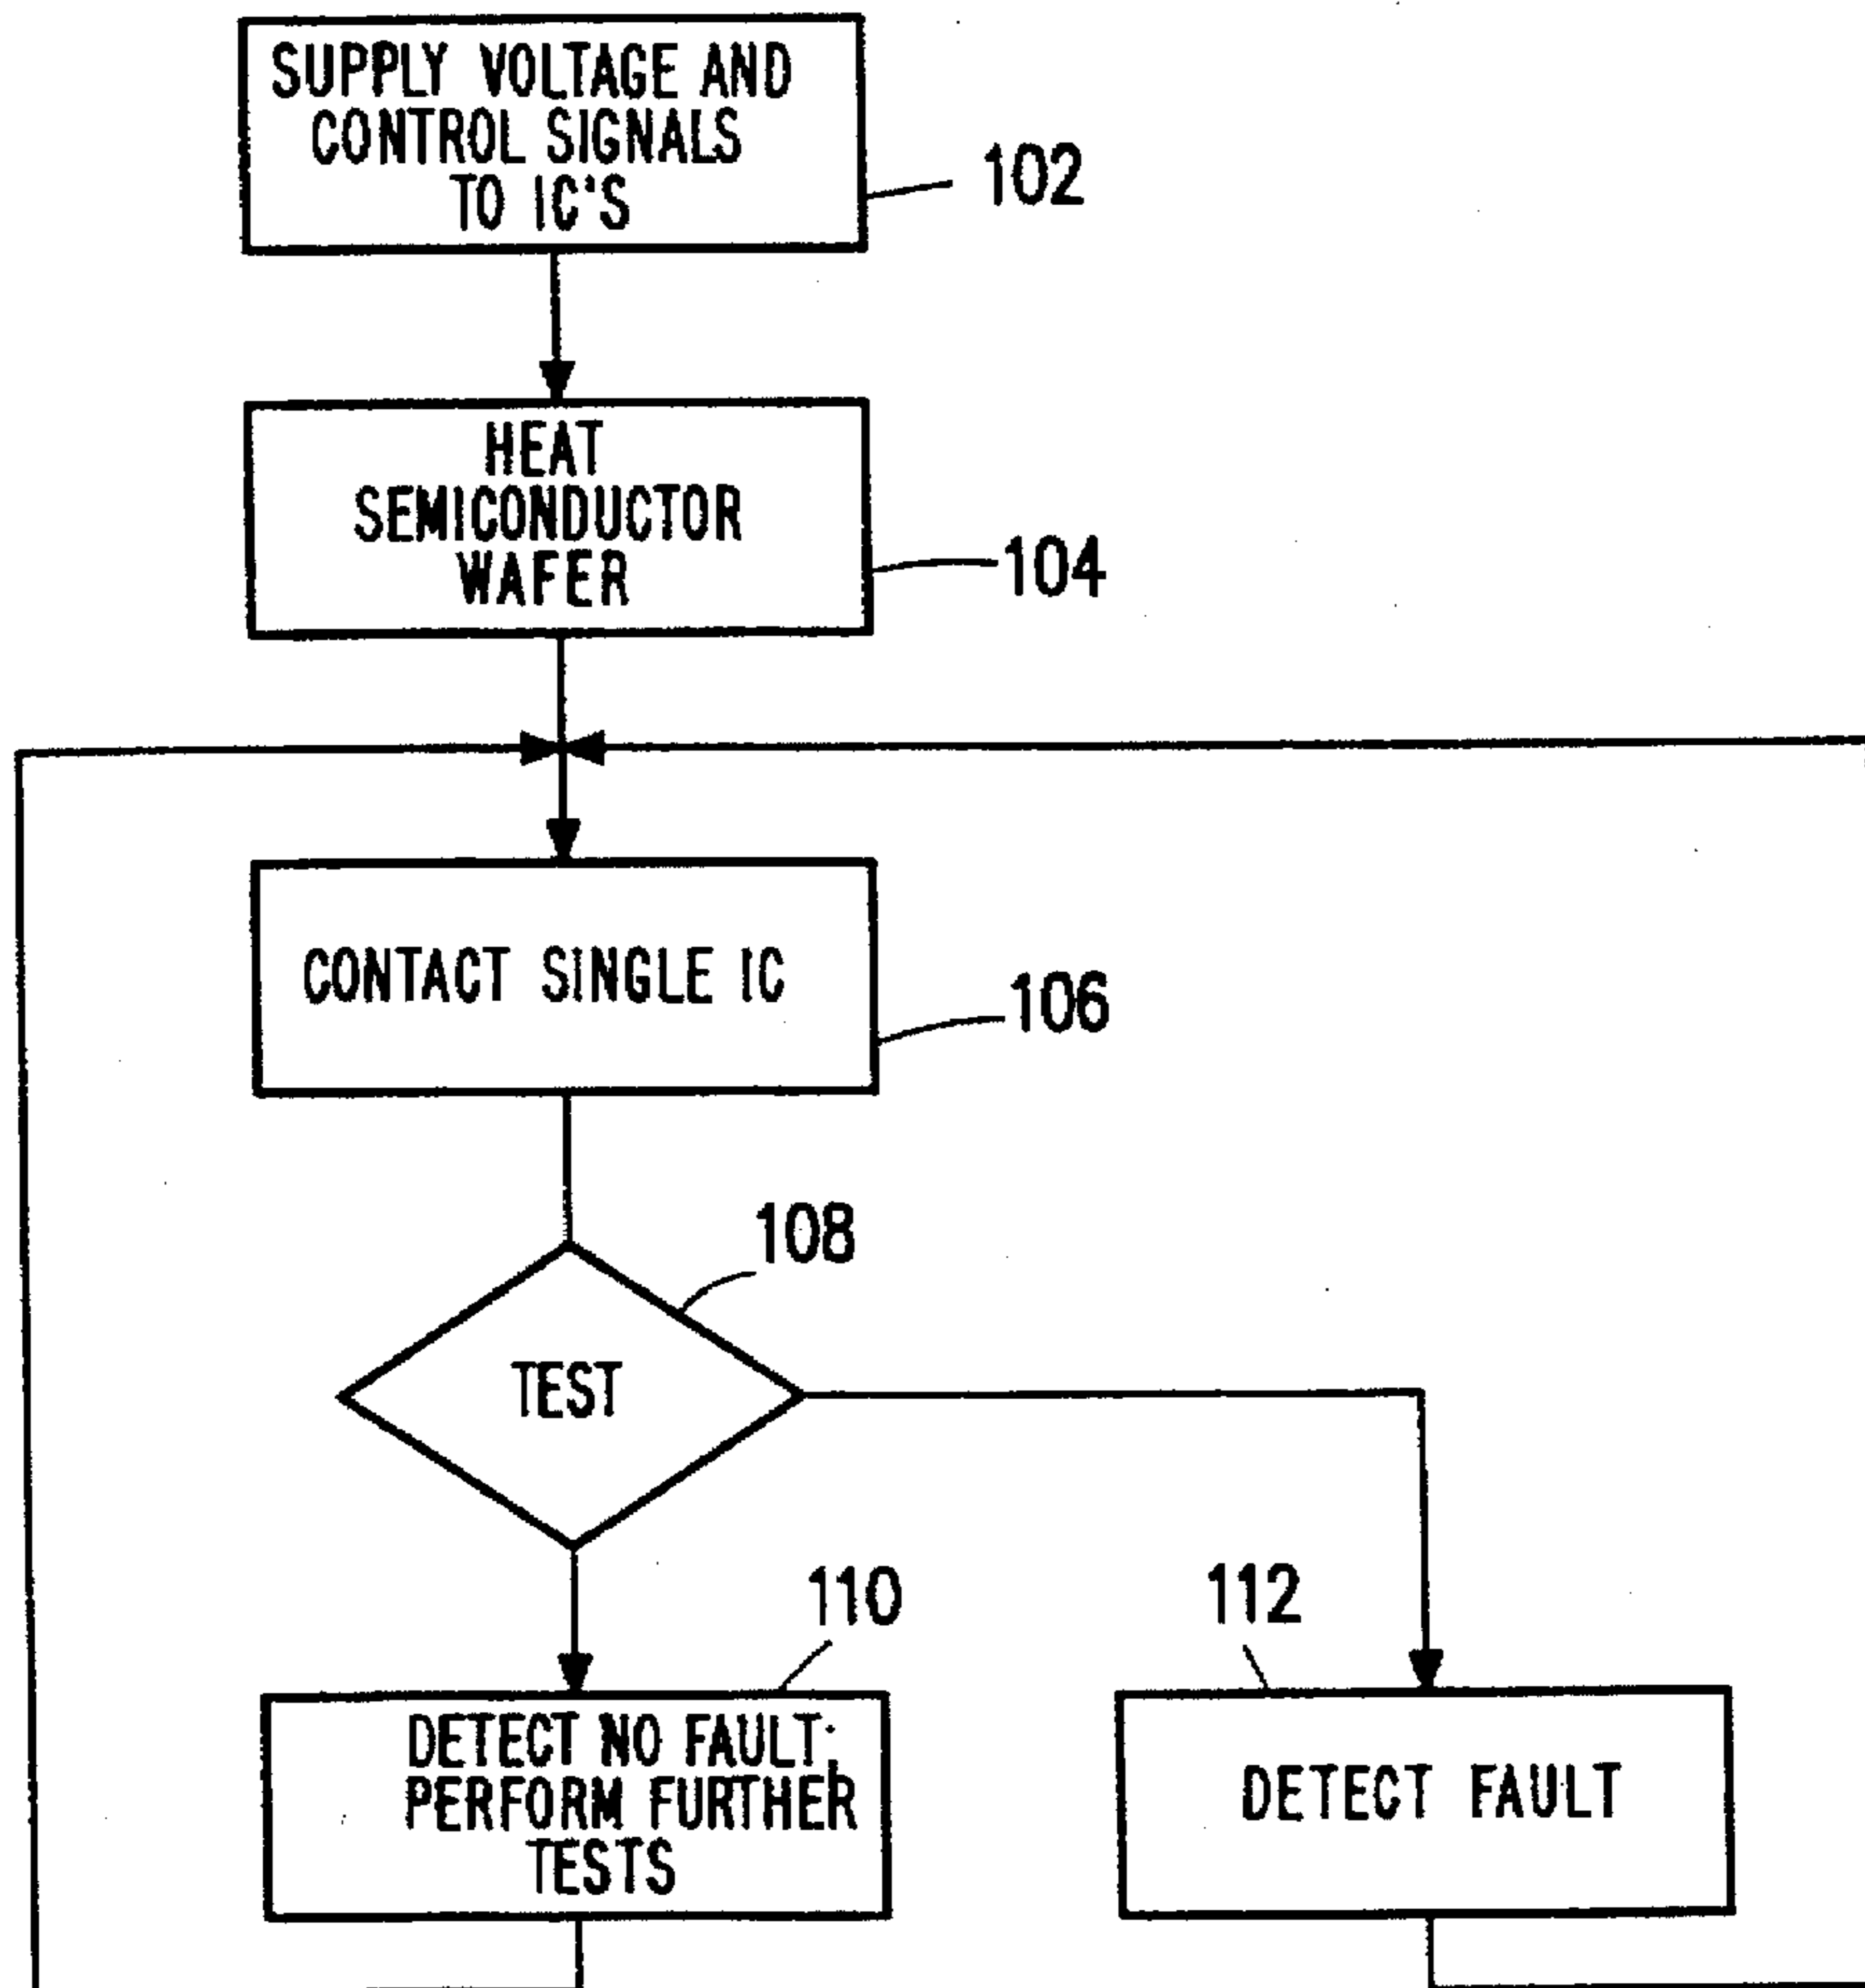 SUPPLY VOLTAGE AND
CONTROL SIGNALS
TO IC'S
102
HEAT
SEMICONDUCTOR
WAFER
104
CONTACT SINGLE IC
106
108
TEST
110
112
DETECT NO FAULT;
PERFORM FURTHER
TESTS
DETECT FAULT